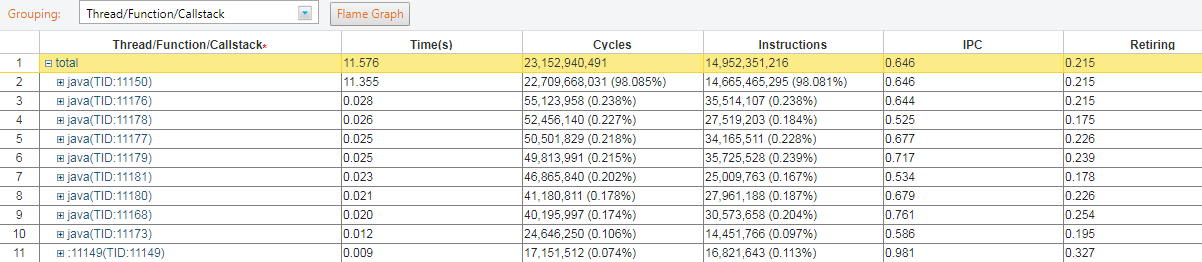 Grouping: Thread/Function/Callstack Flame Graph
Thread/Function/Callstack* Time(s) Cycles Instructions IPC Retiring
1 total 11.576 23,152,940,491 14,952,351,216 0.646 0.215
2 java(TID:11150) 11.355 22,709,668,031 (98.085%) 14,665,465,295 (98.081%) 0.646 0.215
3 java(TID:11176) 0.028 55,123,958 (0.238%) 35,514,107 (0.238%) 0.644 0.215
4 java(TID:11178) 0.026 52,456,140 (0.227%) 27,519,203 (0.184%) 0.525 0.175
5 java(TID:11177) 0.025 50,501,829 (0.218%) 34,165,511 (0.228%) 0.677 0.226
6 java(TID:11179) 0.025 49,813,991 (0.215%) 35,725,528 (0.239%) 0.717 0.239
7 java(TID:11181) 0.023 46,865,840 (0.202%) 25,009,763 (0.167%) 0.534 0.178
8 java(TID:11180) 0.021 41,180,811 (0.178%) 27,961,188 (0.187%) 0.679 0.226
9 java(TID:11168) 0.020 40,195,997 (0.174%) 30,573,658 (0.204%) 0.761 0.254
10 java(TID:11173) 0.012 24,646,250 (0.106%) 14,451,766 (0.097%) 0.586 0.195
11 :11149(TID:11149) 0.009 17,151,512 (0.074%) 16,821,643 (0.113%) 0.981 0.327